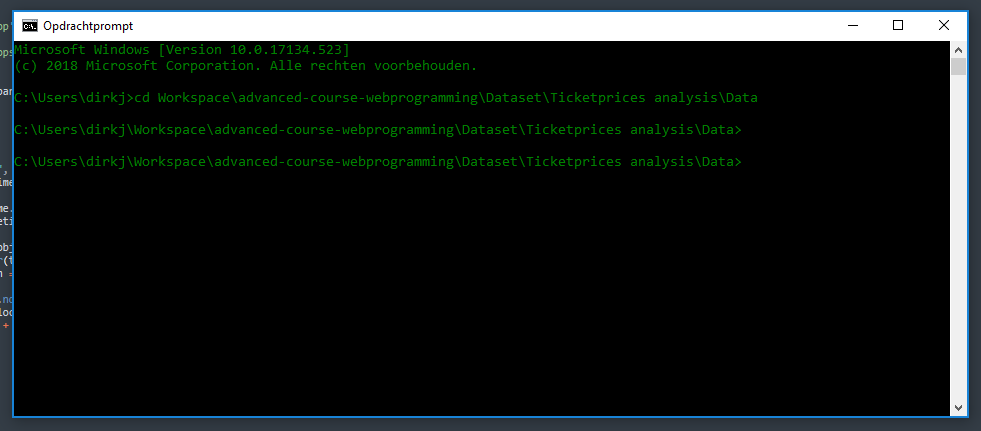 Opdrachtprompt
Microsoft Windows [Version 10.0.17134.523]
(c) 2018 Microsoft Corporation. Alle rechten voorbehouden.
C:\Users\dirkj>cd Workspace\advanced-course-webprogramming\Dataset\Ticketprices analysis\Data
C:\Users\dirkj\Workspace\advanced-course-webprogramming\Dataset\Ticketprices analysis\Data>
C:\Users\dirkj\Workspace\advanced-course-webprogramming\Dataset\Ticketprices analysis\Data>